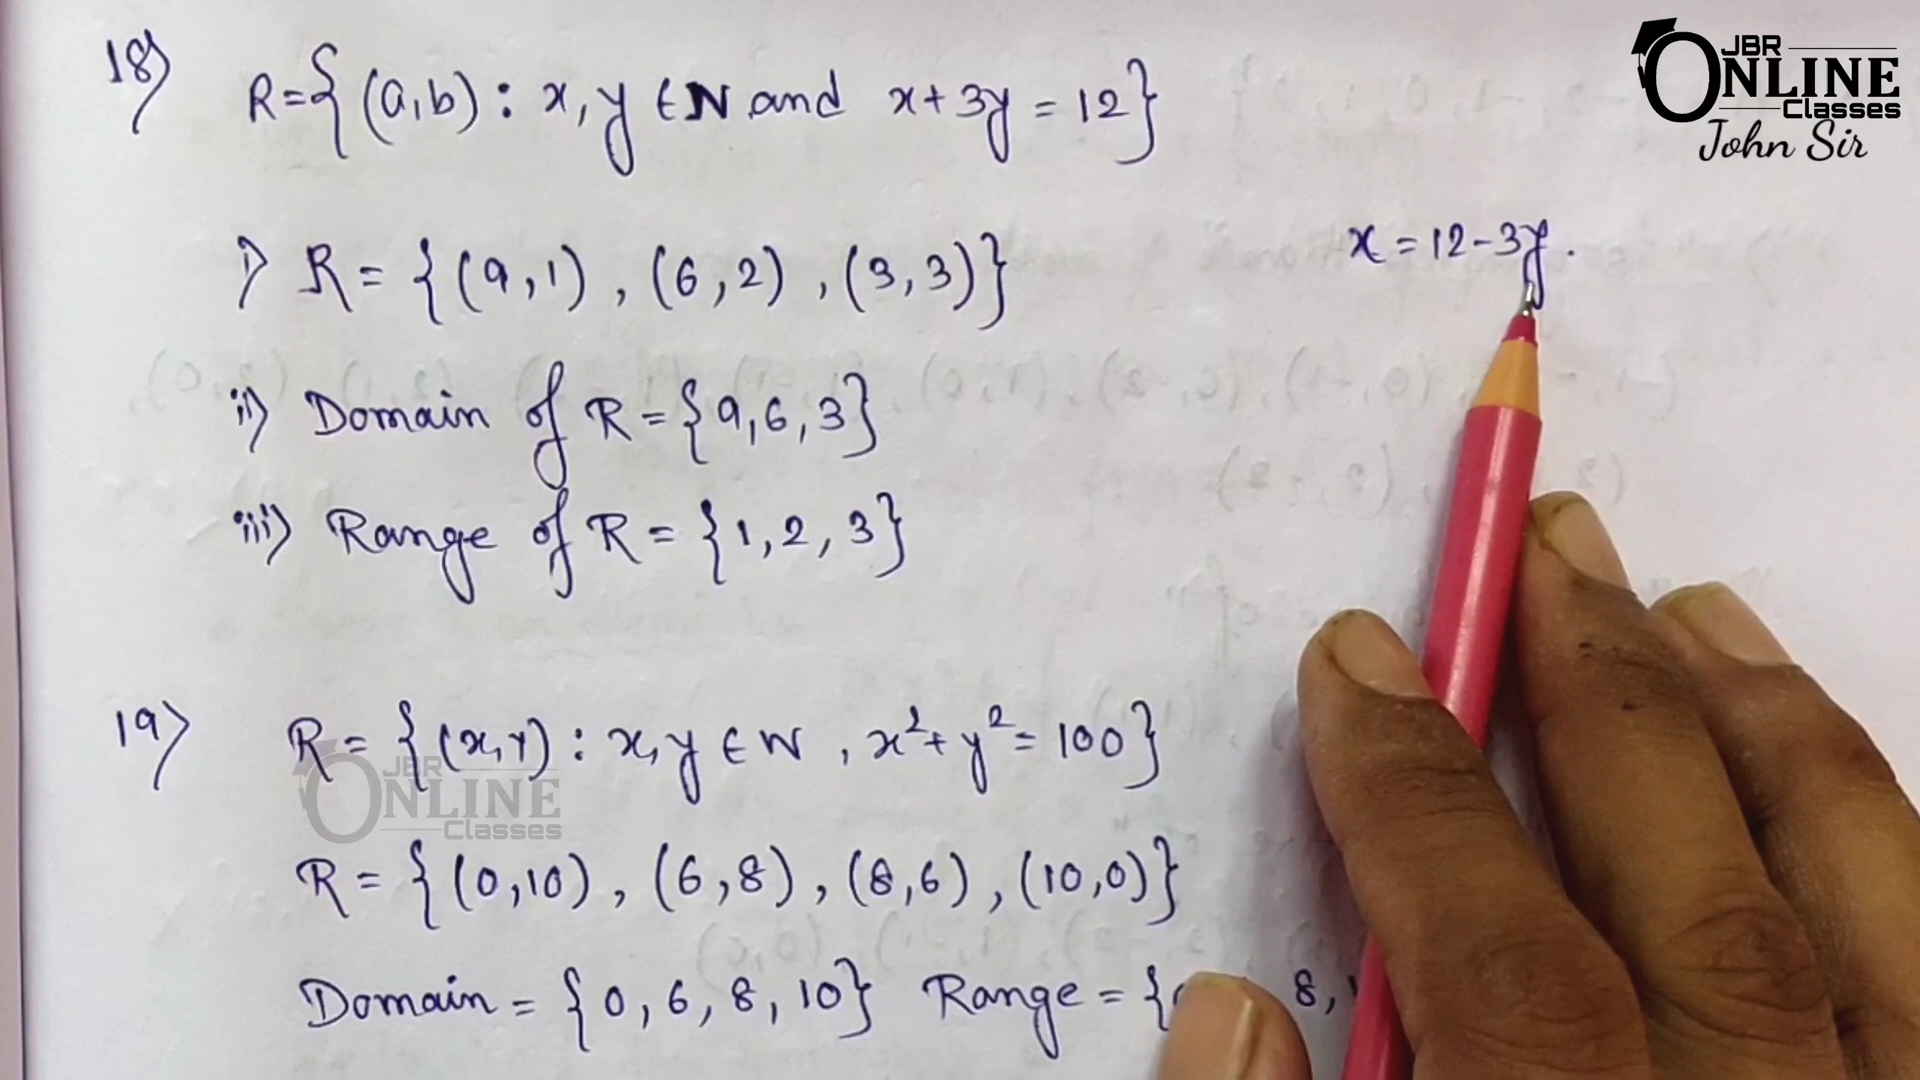 JBR
ONLINE
Classes
John Sir
18) R={(a,b) : x,y ∈ N and x+3y = 12}
x = 12-3y.
i) R = {(9,1) , (6,2) , (3,3)}
ii) Domain of R = {9,6,3}
iii) Range of R = {1,2,3}
19) R = {(x,y) : x,y ∈ W , x²+y² = 100}
JBR
ONLINE
Classes
R = {(0,10) , (6,8) , (8,6) , (10,0)}
Domain = {0,6,8,10} Range = { 8,